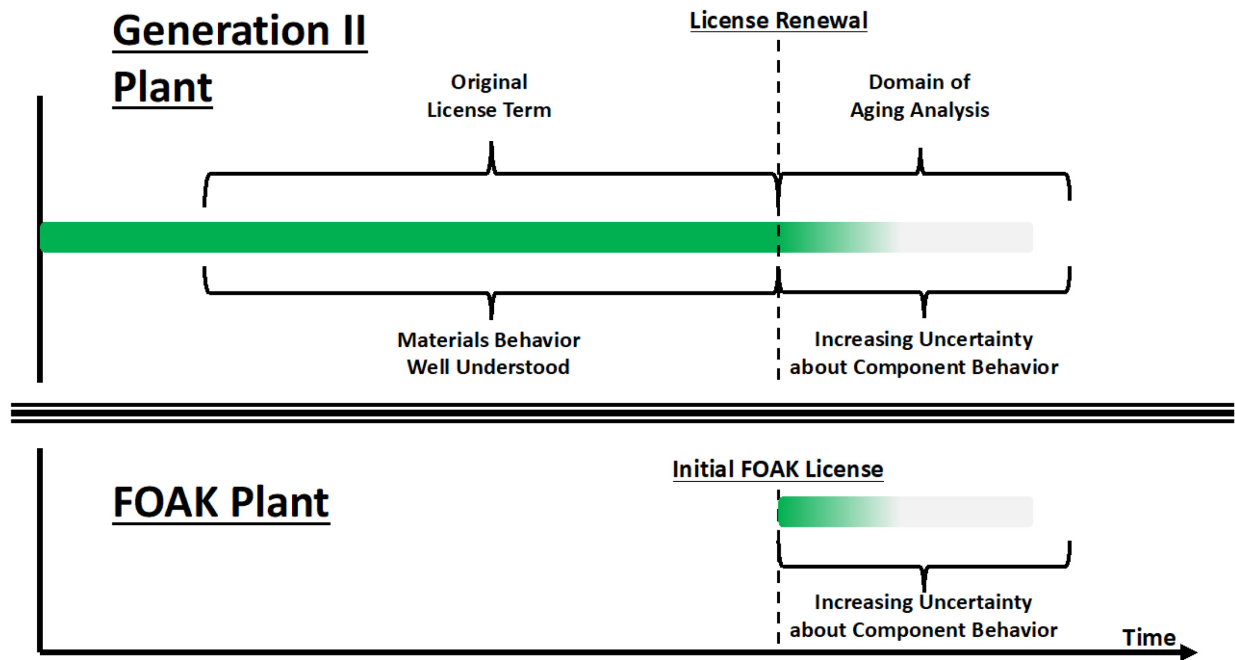 Generation II
Plant
License Renewal
Original
License Term
Domain of
Aging Analysis
Materials Behavior
Well Understood
Increasing Uncertainty
about Component Behavior
FOAK Plant
Initial FOAK License
Increasing Uncertainty
about Component Behavior
Time